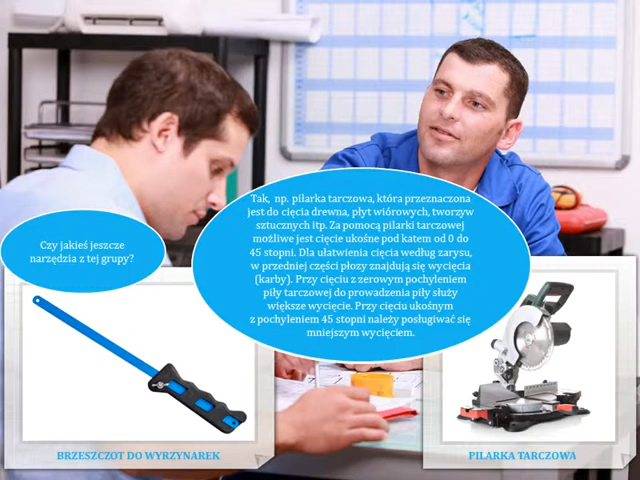 Czy jakieś jeszcze
narzędzia z tej grupy?
Tak, np. pilarka tarczowa, która przeznaczona
jest do cięcia drewna, płyt wiórowych, tworzyw
sztucznych itp. Za pomocą pilarki tarczowej
możliwe jest cięcie ukośne pod katem od 0 do
45 stopni. Dla ułatwienia cięcia według zarysu,
w przedniej części płozy znajdują się wycięcia
(karby). Przy cięciu z zerowym pochyleniem
piły tarczowej do prowadzenia piły służy
większe wycięcie. Przy cięciu ukośnym
z pochyleniem 45 stopni należy posługiwać się
mniejszym wycięciem.
BRZESZCZOT DO WYRZYNAREK
PILARKA TARCZOWA